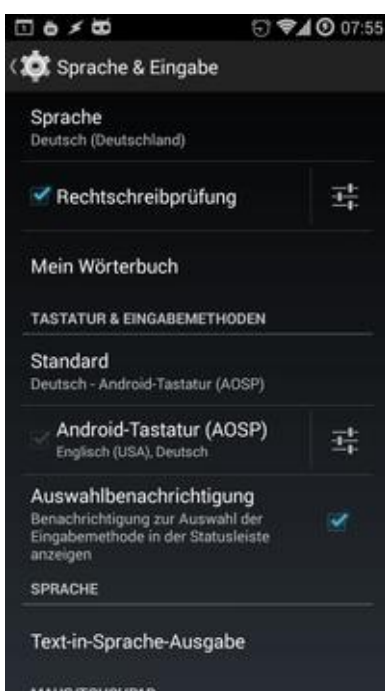 07:55
Sprache & Eingabe
Sprache
Deutsch (Deutschland)
Rechtschreibprüfung
Mein Wörterbuch
TASTATUR & EINGABEMETHODEN
Standard
Deutsch - Android-Tastatur (AOSP)
Android-Tastatur (AOSP)
Englisch (USA), Deutsch
Auswahlbenachrichtigung
Benachrichtigung zur Auswahl der
Eingabemethode in der Statusleiste
anzeigen
SPRACHE
Text-in-Sprache-Ausgabe
MAUS/TOUCHPAD